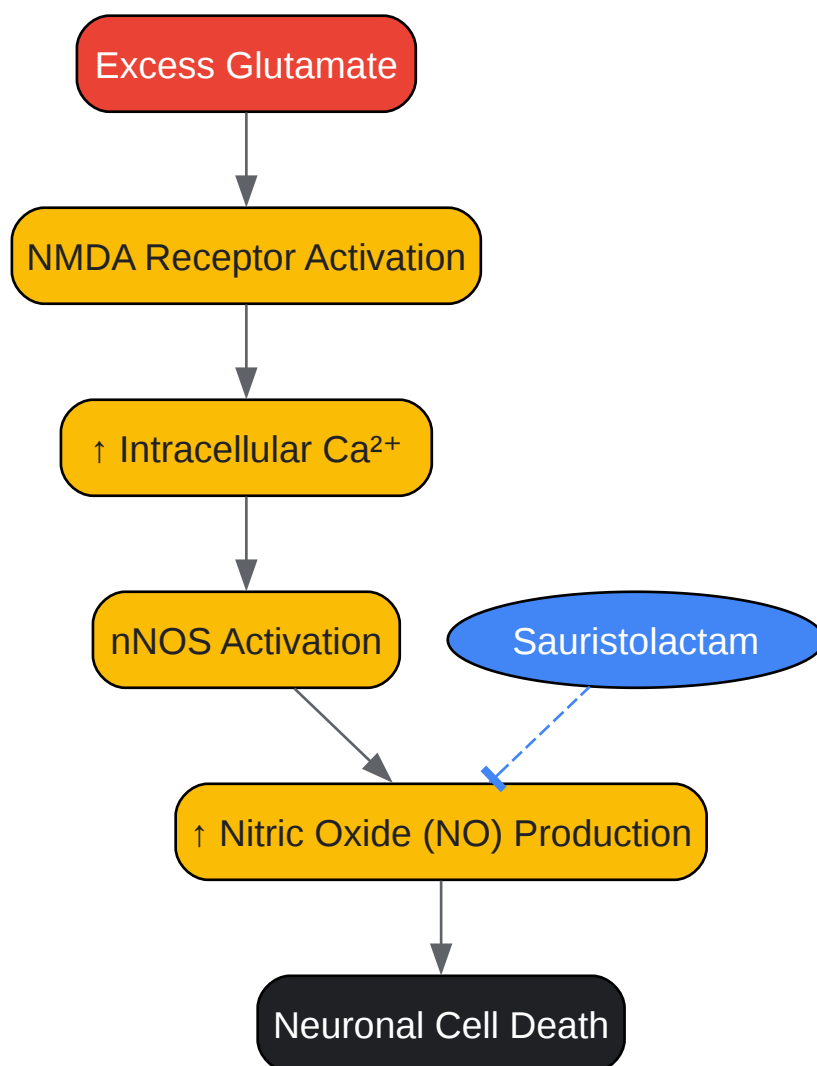 Excess Glutamate
NMDA Receptor Activation
↑ Intracellular Ca²⁺
nNOS Activation
Sauristolactam
↑ Nitric Oxide (NO) Production
Neuronal Cell Death